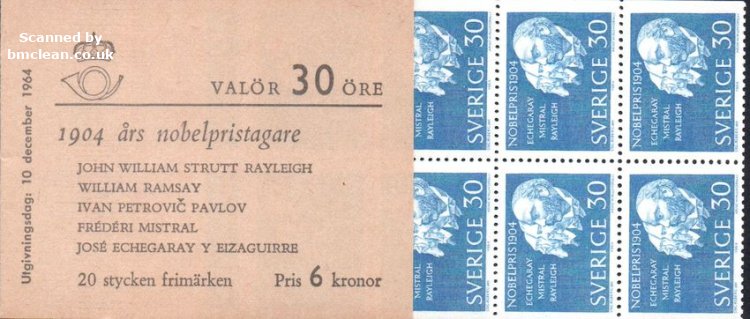 Scanned by
bmclean.co.uk
Utgivningsdag: 10 december 1964
VALÖR 30 ÖRE
1904 års nobelpristagare
JOHN WILLIAM STRUTT RAYLEIGH
WILLIAM RAMSAY
IVAN PETROVIČ PAVLOV
FRÉDÉRI MISTRAL
JOSÉ ECHEGARAY Y EIZAGUIRRE
20 stycken frimärken Pris 6 kronor
MISTRAL
RAYLEIGH
SVERIGE 30
NOBELPRIS 1904
ECHEGARAY
MISTRAL
RAYLEIGH
SVERIGE 30
NOBELPRIS 1904
ECHEGARAY
MISTRAL
RAYLEIGH
SVERIGE 30
MISTRAL
RAYLEIGH
SVERIGE 30
NOBELPRIS 1904
ECHEGARAY
MISTRAL
RAYLEIGH
SVERIGE 30
NOBELPRIS 1904
ECHEGARAY
MISTRAL
RAYLEIGH
SVERIGE 30